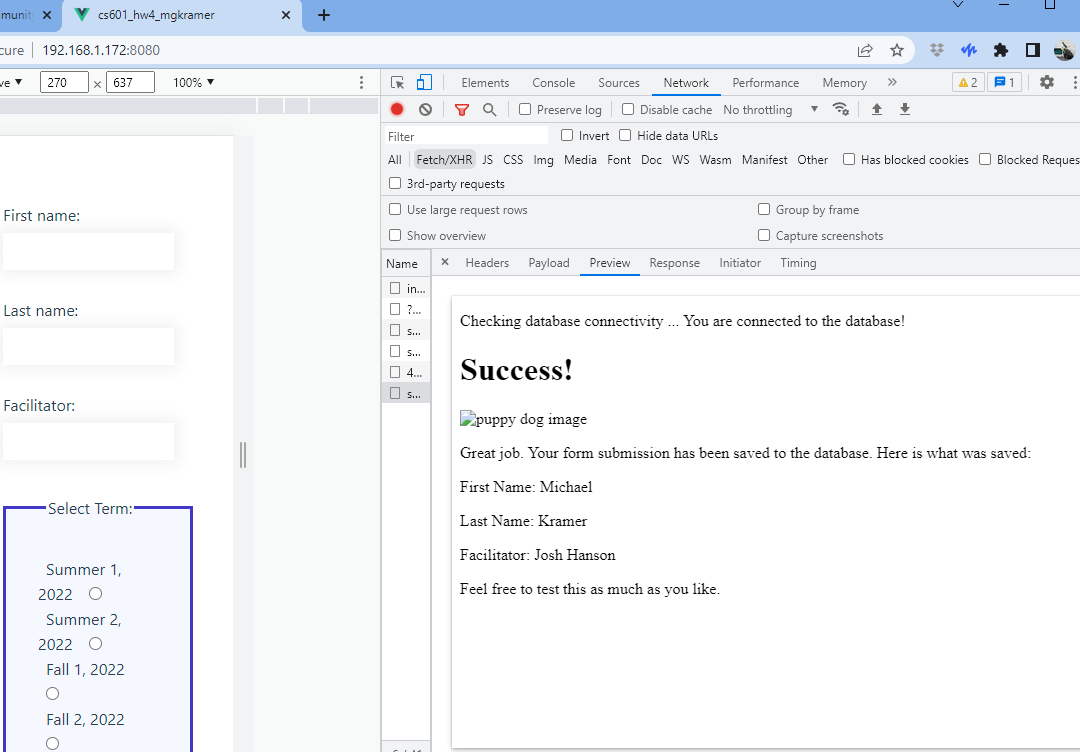 munit
cs601_hw4_mgkramer
cure 192.168.1.172:8080
ve 270 × 637 100%
Elements Console Sources Network Performance Memory 2 1
Preserve log Disable cache No throttling
Filter Invert Hide data URLs
All Fetch/XHR JS CSS Img Media Font Doc WS Wasm Manifest Other Has blocked cookies Blocked Reques
3rd-party requests
Use large request rows Group by frame
Show overview Capture screenshots
Name Headers Payload Preview Response Initiator Timing
in...
?...
s...
s...
4...
s...
First name:
Last name:
Facilitator:
Select Term:
Summer 1,
2022
Summer 2,
2022
Fall 1, 2022
Fall 2, 2022
Checking database connectivity ... You are connected to the database!
Success!
puppy dog image
Great job. Your form submission has been saved to the database. Here is what was saved:
First Name: Michael
Last Name: Kramer
Facilitator: Josh Hanson
Feel free to test this as much as you like.